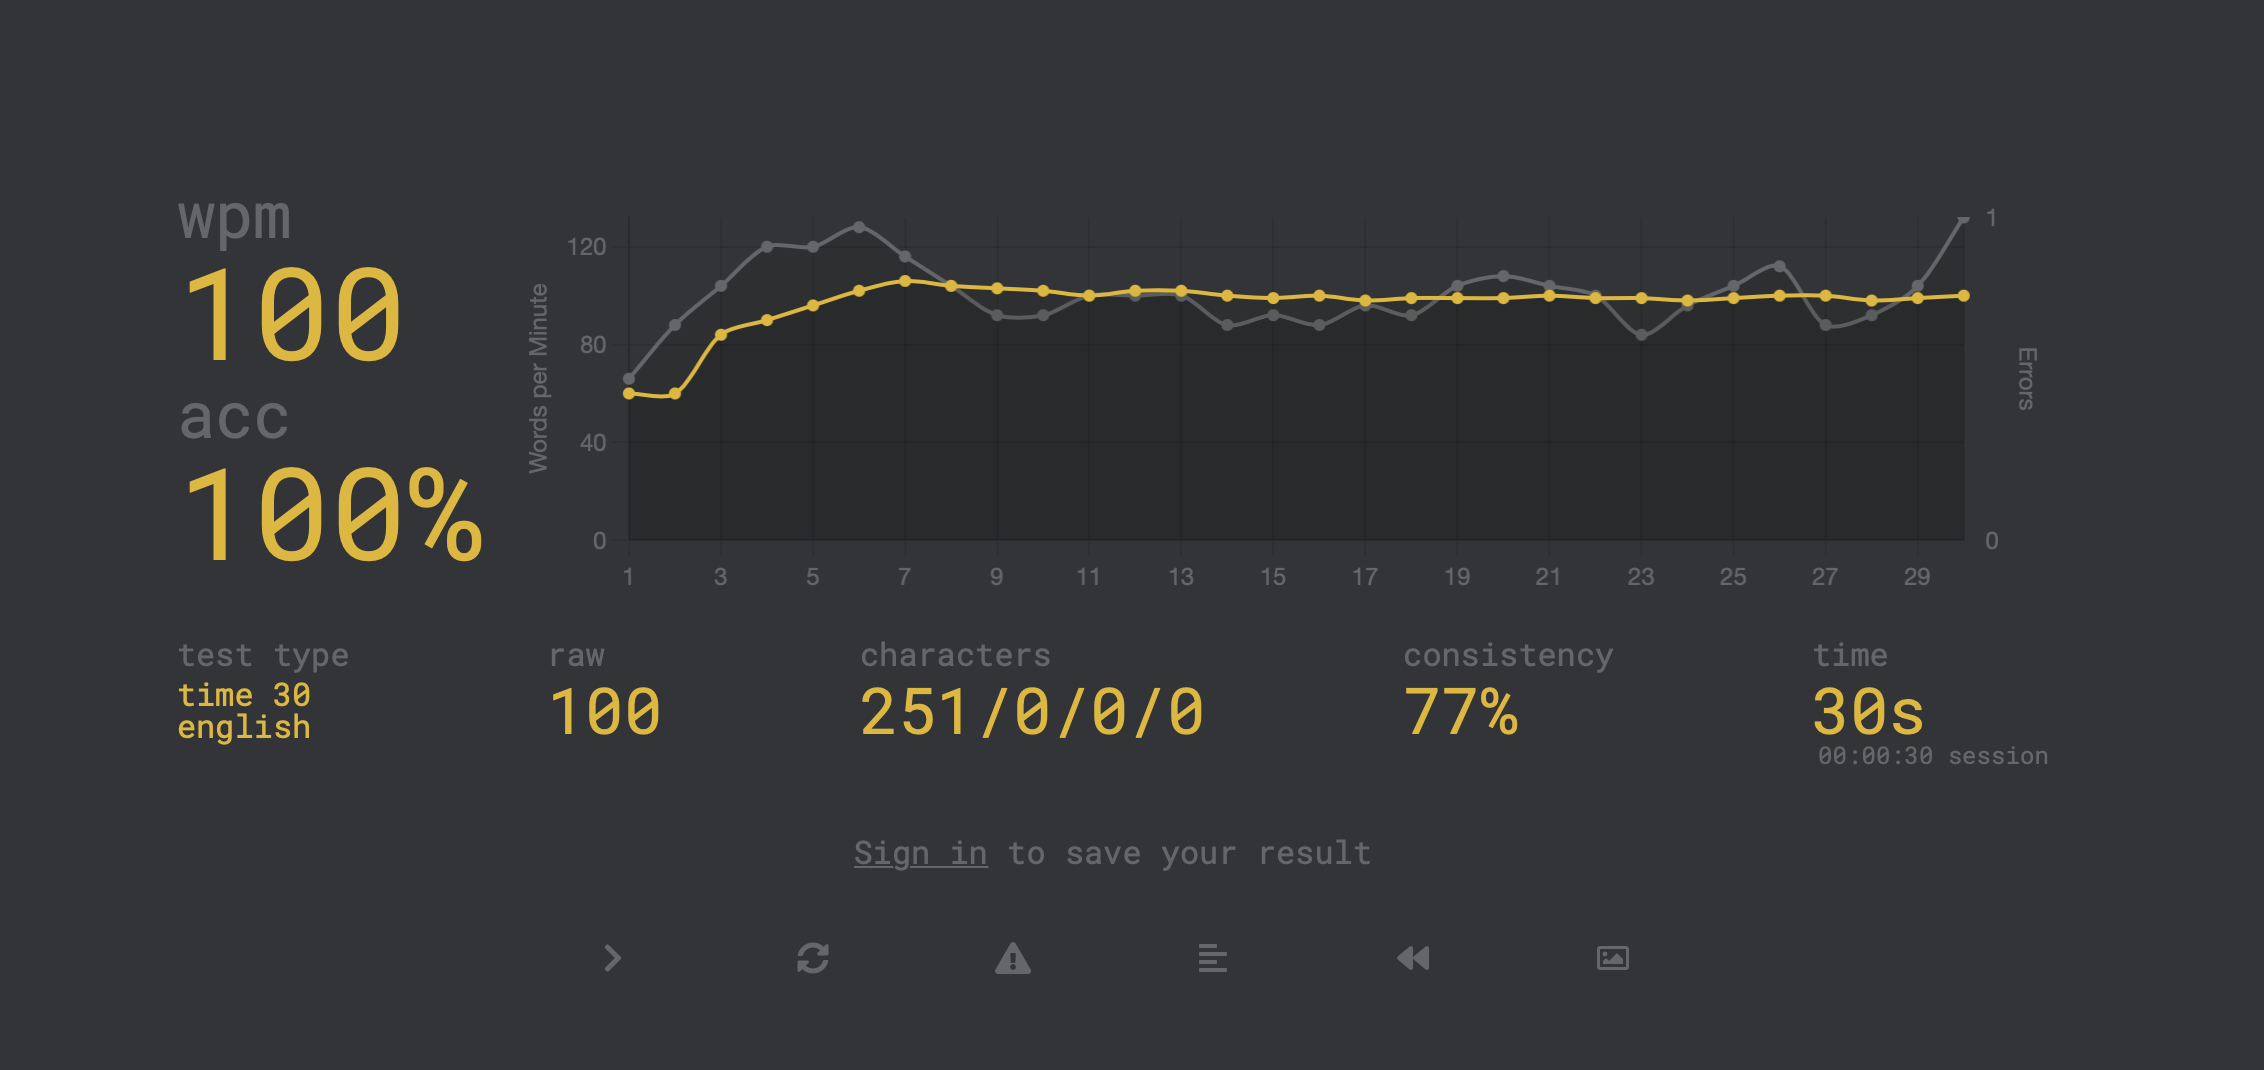 wpm
100
acc
100%
Words per Minute
120
80
40
0
1 3 5 7 9 11 13 15 17 19 21 23 25 27 29
1
0
Errors
test type
time 30
english
raw
100
characters
251/0/0/0
consistency
77%
time
30s
00:00:30 session
Sign in to save your result